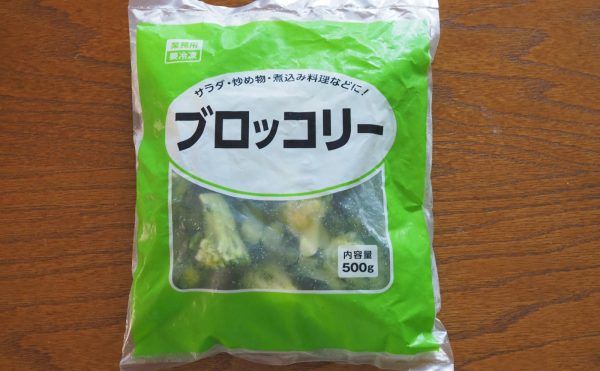 業務用
要冷凍
サラダ・炒め物・煮込み料理などに！
ブロッコリー
内容量
500g